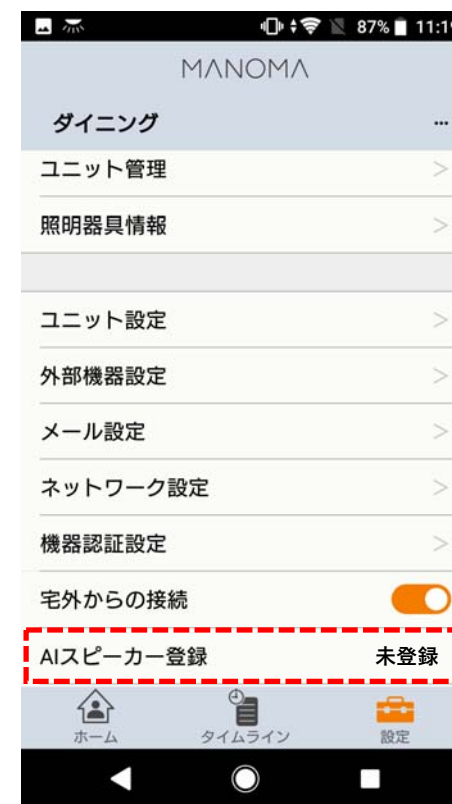 87% 11:1
MANOMA
ダイニング ...
ユニット管理 >
照明器具情報 >
ユニット設定 >
外部機器設定 >
メール設定 >
ネットワーク設定 >
機器認証設定 >
宅外からの接続
AIスピーカー登録 未登録
ホーム タイムライン 設定